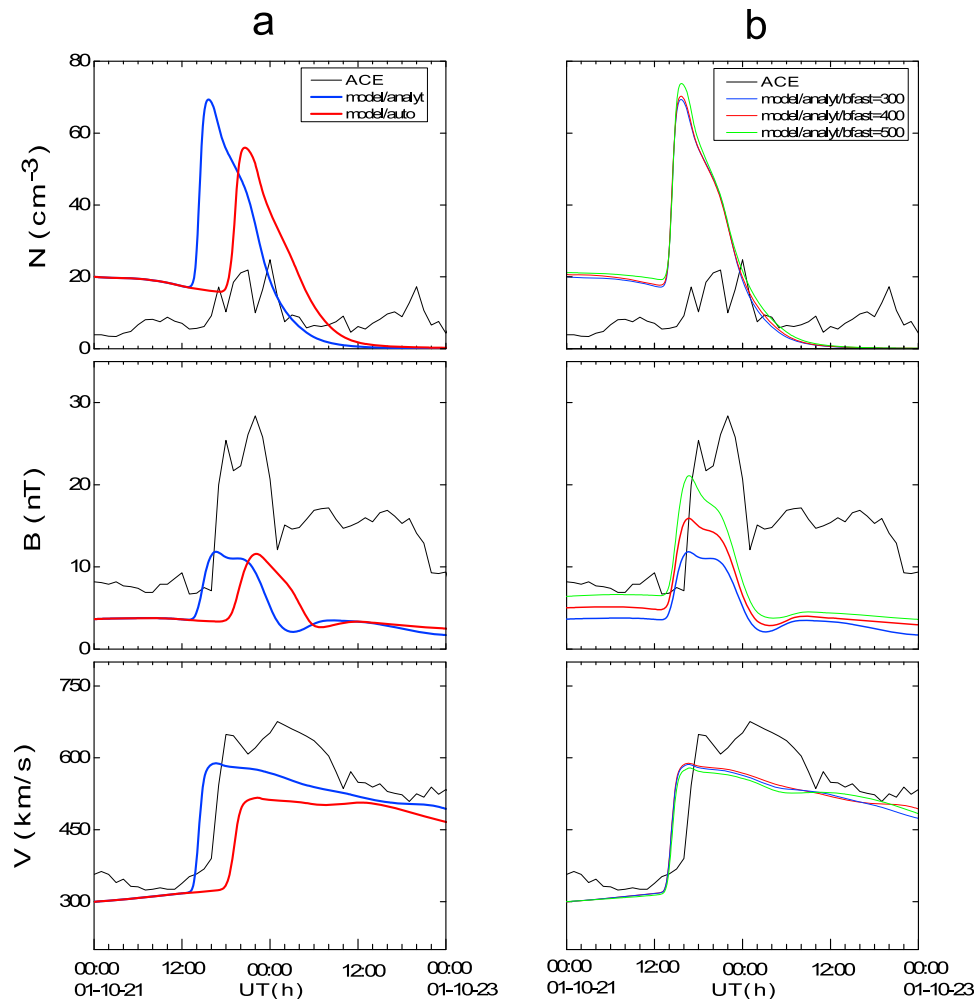 a
b
80
60
40
20
0
N (cm-3)
ACE
model/analyt
model/auto
ACE
model/analyt/bfast=300
model/analyt/bfast=400
model/analyt/bfast=500
30
20
10
0
B (nT)
750
600
450
300
V (km/s)
00:00
12:00
00:00
12:00
00:00
01-10-21
UT(h)
01-10-23
00:00
12:00
00:00
12:00
00:00
01-10-21
UT(h)
01-10-23